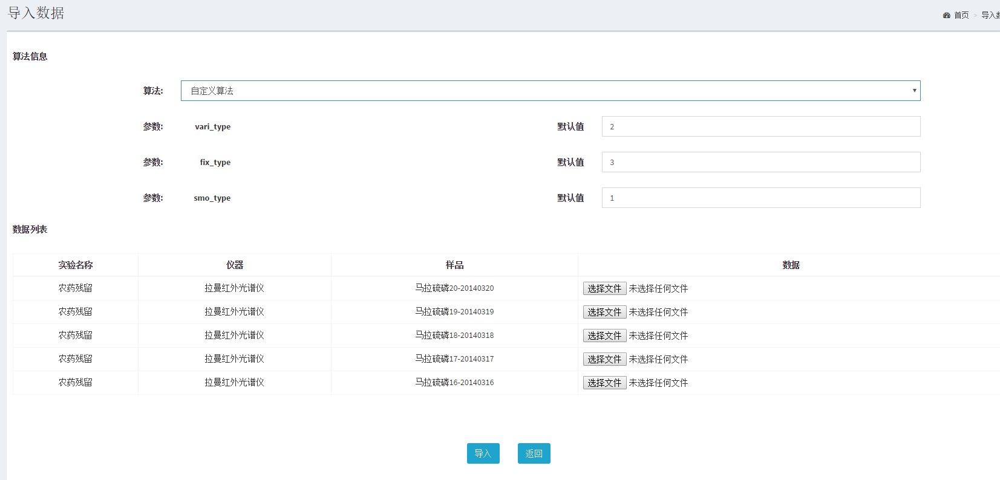 导入数据
首页 > 导入数
算法信息
算法: 自定义算法
参数: vari_type 默认值 2
参数: fix_type 默认值 3
参数: smo_type 默认值 1
数据列表
实验名称 仪器 样品 数据
农药残留 拉曼红外光谱仪 马拉硫磷20-20140320 选择文件 未选择任何文件
农药残留 拉曼红外光谱仪 马拉硫磷19-20140319 选择文件 未选择任何文件
农药残留 拉曼红外光谱仪 马拉硫磷18-20140318 选择文件 未选择任何文件
农药残留 拉曼红外光谱仪 马拉硫磷17-20140317 选择文件 未选择任何文件
农药残留 拉曼红外光谱仪 马拉硫磷16-20140316 选择文件 未选择任何文件
导入 返回